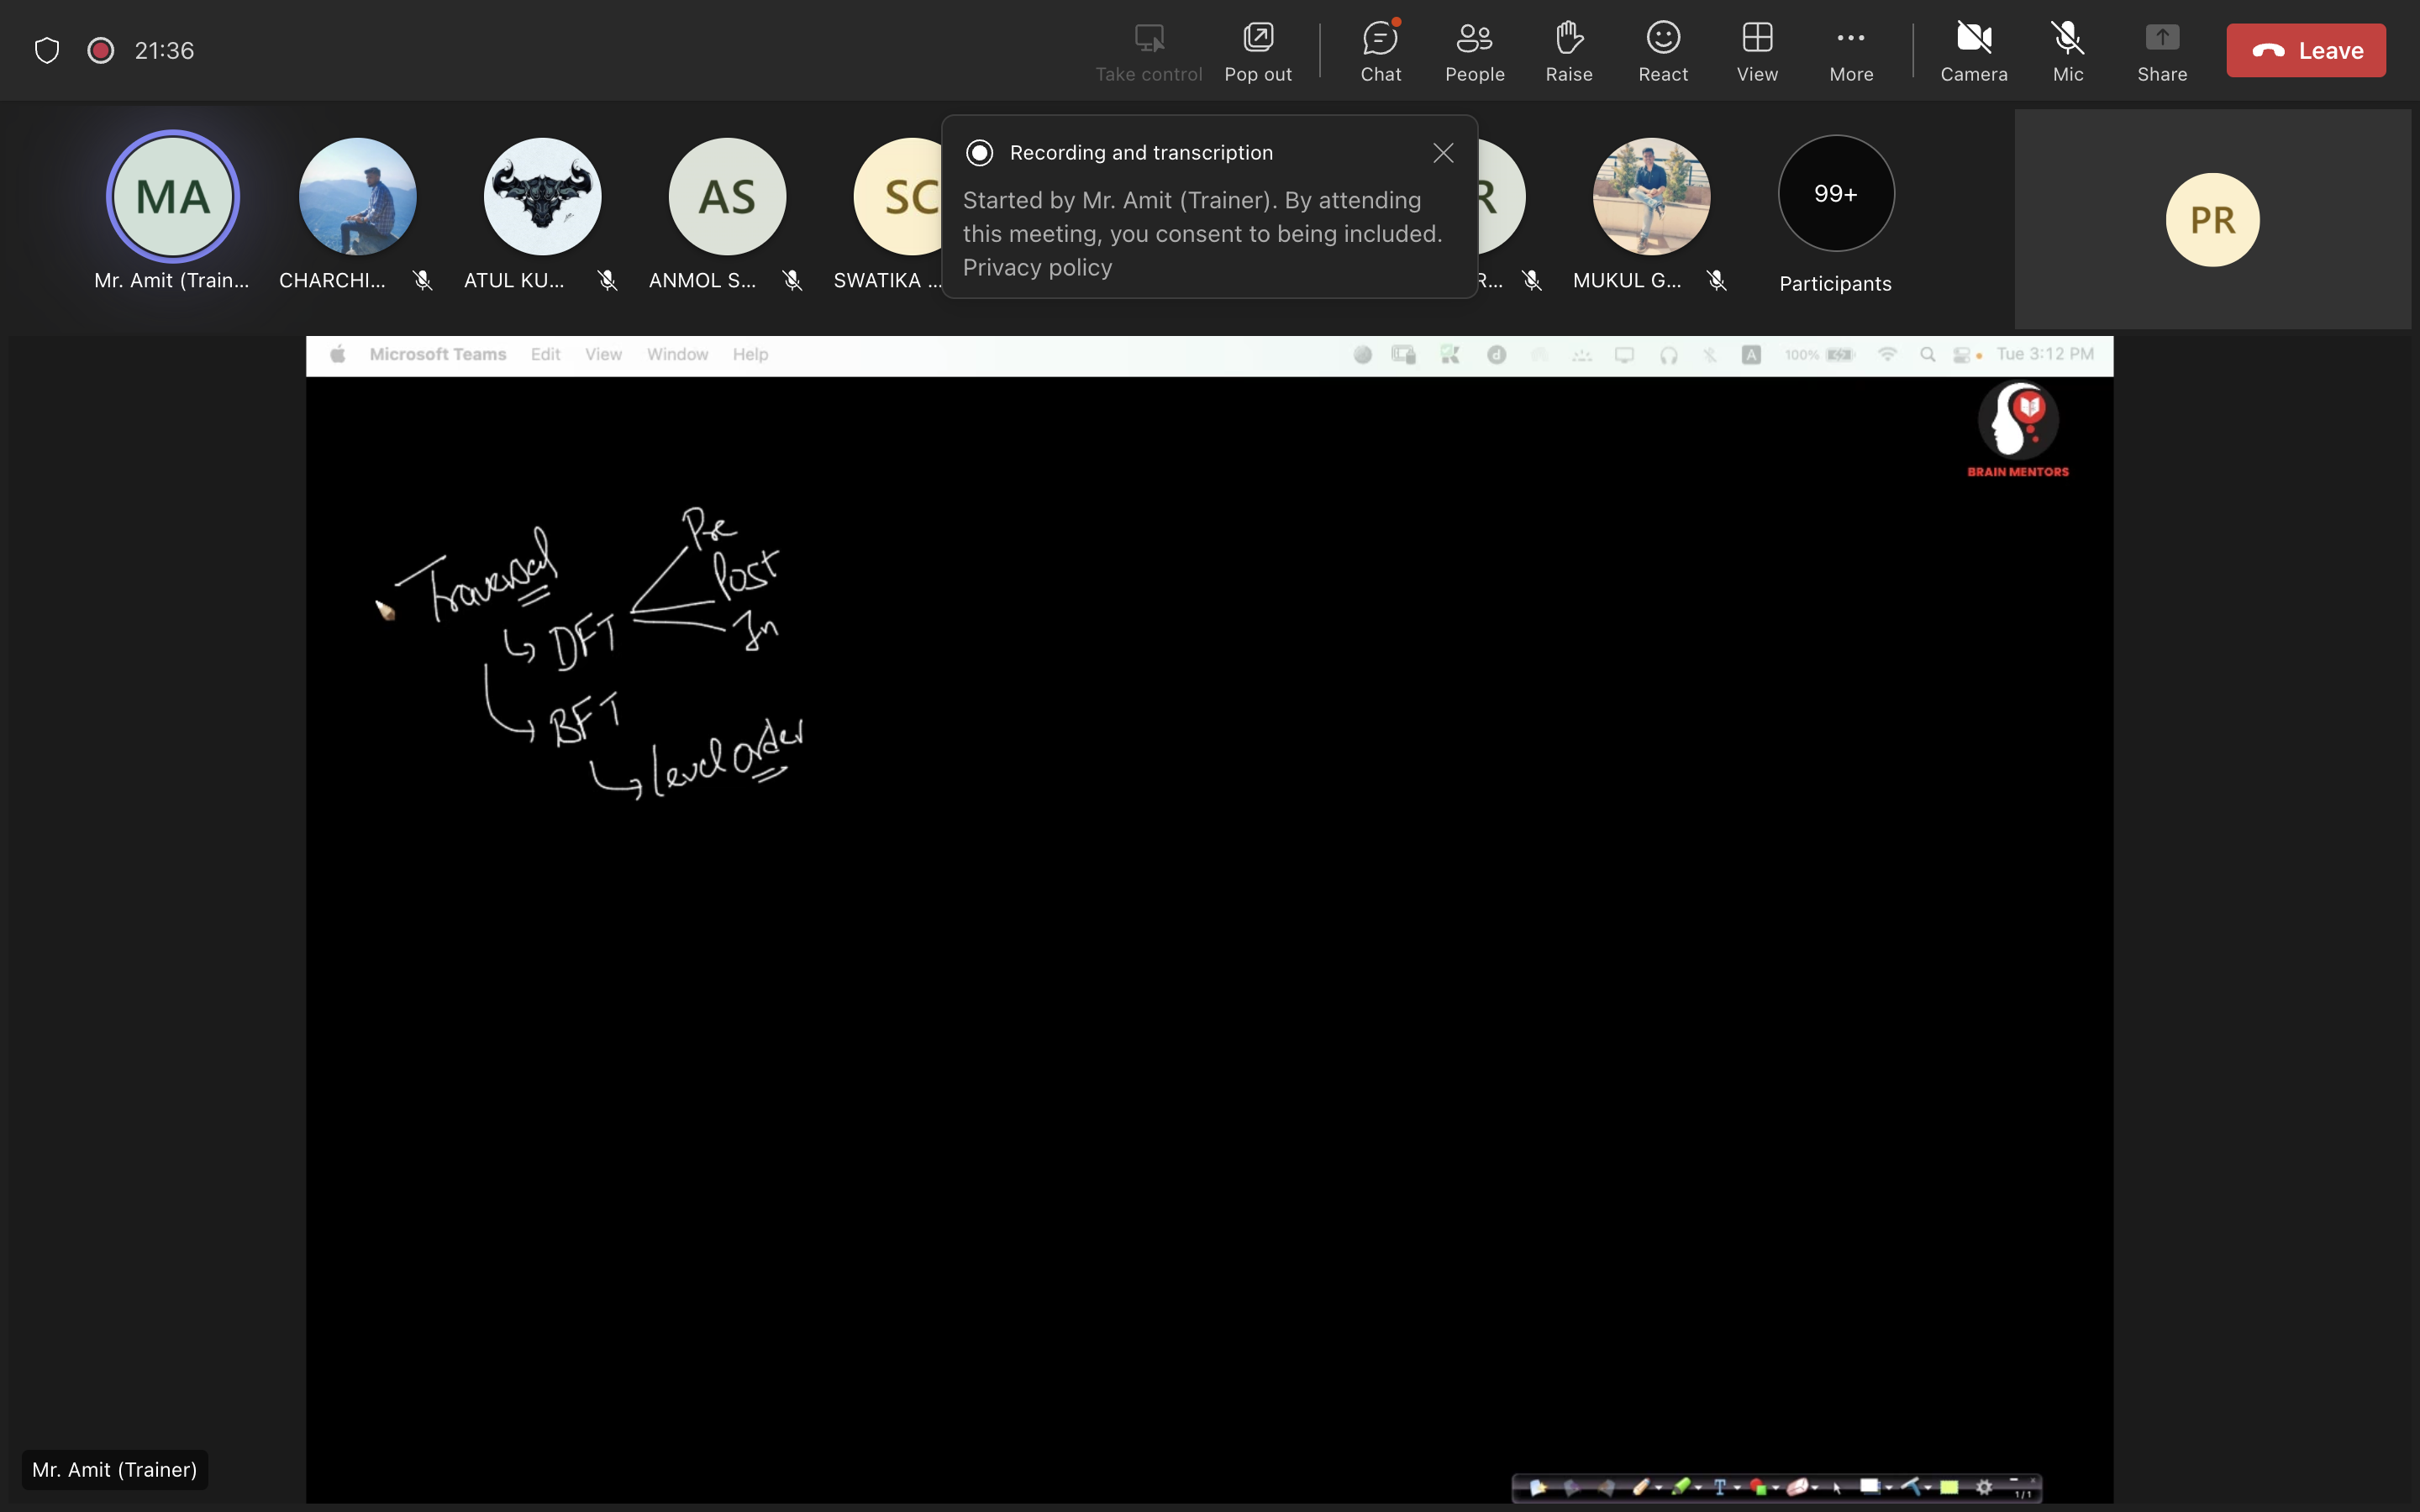 21:36
Take control
Pop out
Chat
People
Raise
React
View
More
Camera
Mic
Share
Leave
MA
AS
SC
R
99+
PR
Mr. Amit (Train...
CHARCHI...
ATUL KU...
ANMOL S...
SWATIKA ...
R...
MUKUL G...
Participants
Recording and transcription
Started by Mr. Amit (Trainer). By attending
this meeting, you consent to being included.
Privacy policy
Microsoft Teams Edit View Window Help
A 100% Tue 3:12 PM
BRAIN MENTORS
Traversal
DFT
Pre
Post
In
BFT
level order
Mr. Amit (Trainer)
T
1/1